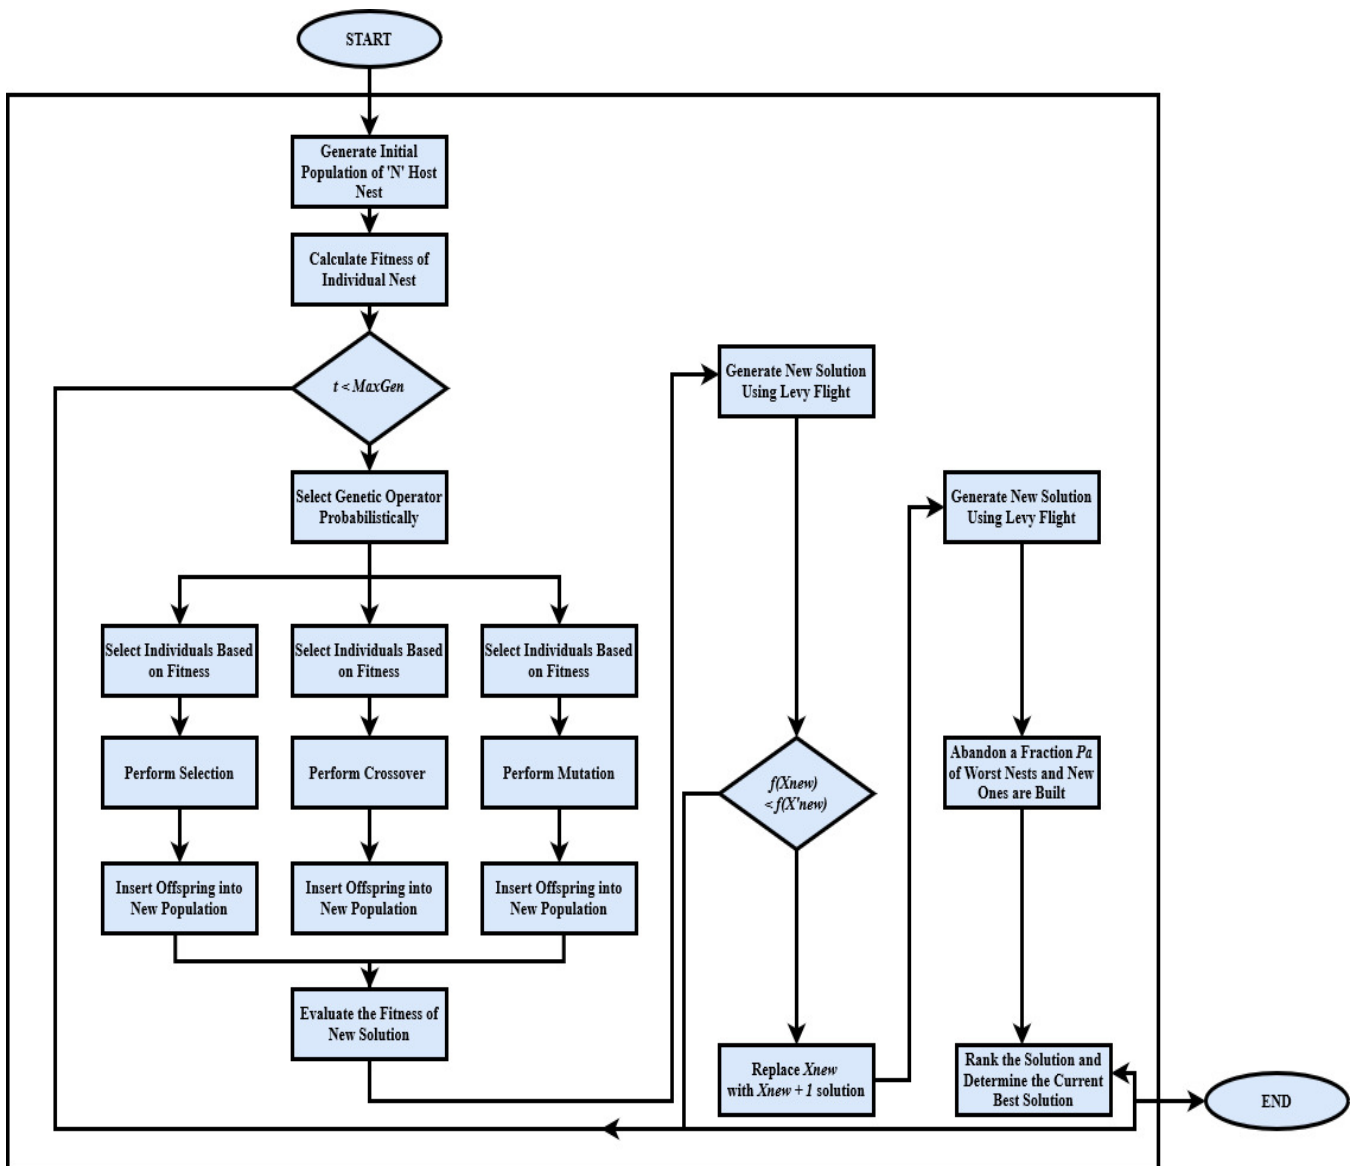 START
Generate Initial
Population of 'N' Host
Nest
Calculate Fitness of
Individual Nest
t < MaxGen
Select Genetic Operator
Probabilistically
Select Individuals Based
on Fitness
Select Individuals Based
on Fitness
Select Individuals Based
on Fitness
Perform Selection
Perform Crossover
Perform Mutation
Insert Offspring into
New Population
Insert Offspring into
New Population
Insert Offspring into
New Population
Evaluate the Fitness of
New Solution
Generate New Solution
Using Levy Flight
f(Xnew)
< f(X'new)
Replace Xnew
with Xnew + 1 solution
Generate New Solution
Using Levy Flight
Abandon a Fraction Pa
of Worst Nests and New
Ones are Built
Rank the Solution and
Determine the Current
Best Solution
END